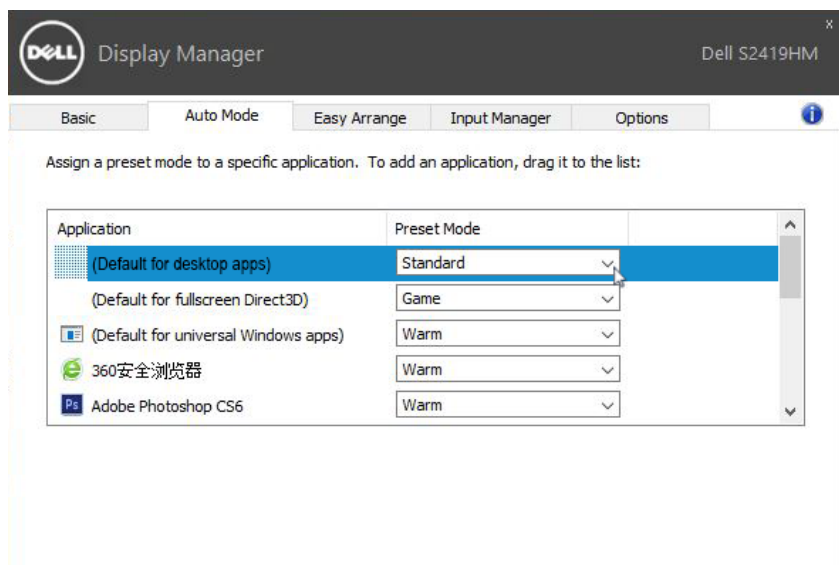 DELL Display Manager Dell S2419HM x
Basic Auto Mode Easy Arrange Input Manager Options i
Assign a preset mode to a specific application. To add an application, drag it to the list:
Application Preset Mode
(Default for desktop apps) Standard
(Default for fullscreen Direct3D) Game
(Default for universal Windows apps) Warm
360安全浏览器 Warm
Ps Adobe Photoshop CS6 Warm